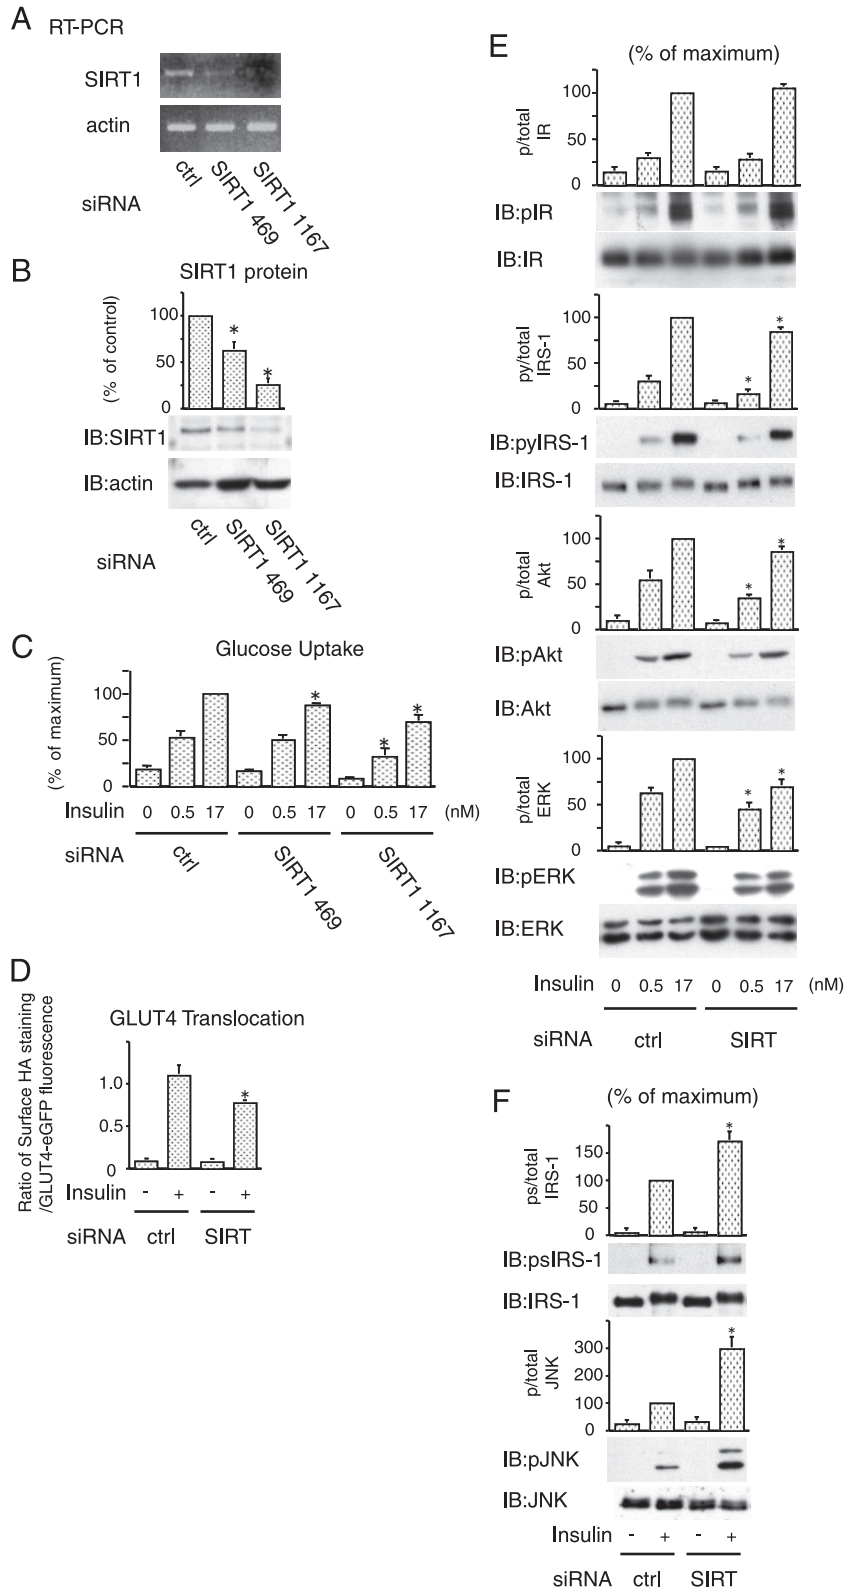 A RT-PCR
SIRT1
actin
siRNA
ctrl
SIRT1 469
SIRT1 1167
B
SIRT1 protein
(% of control)
100
50
0
*
*
IB:SIRT1
IB:actin
siRNA
ctrl
SIRT1 469
SIRT1 1167
C
Glucose Uptake
(% of maximum)
100
50
0
*
*
*
Insulin 0 0.5 17 0 0.5 17 0 0.5 17 (nM)
siRNA
ctrl
SIRT1 469
SIRT1 1167
D
GLUT4 Translocation
Ratio of Surface HA staining
/GLUT4-eGFP fluorescence
1.0
0.5
0
*
Insulin - + - +
siRNA ctrl SIRT
E
(% of maximum)
p/total
IR
100
50
0
IB:pIR
IB:IR
py/total
IRS-1
100
50
0
*
*
IB:pyIRS-1
IB:IRS-1
p/total
Akt
100
50
0
*
*
IB:pAkt
IB:Akt
p/total
ERK
100
50
0
*
*
IB:pERK
IB:ERK
Insulin 0 0.5 17 0 0.5 17 (nM)
siRNA ctrl SIRT
F
(% of maximum)
ps/total
IRS-1
150
100
50
0
*
IB:psIRS-1
IB:IRS-1
p/total
JNK
300
200
100
0
*
IB:pJNK
IB:JNK
Insulin - + - +
siRNA ctrl SIRT